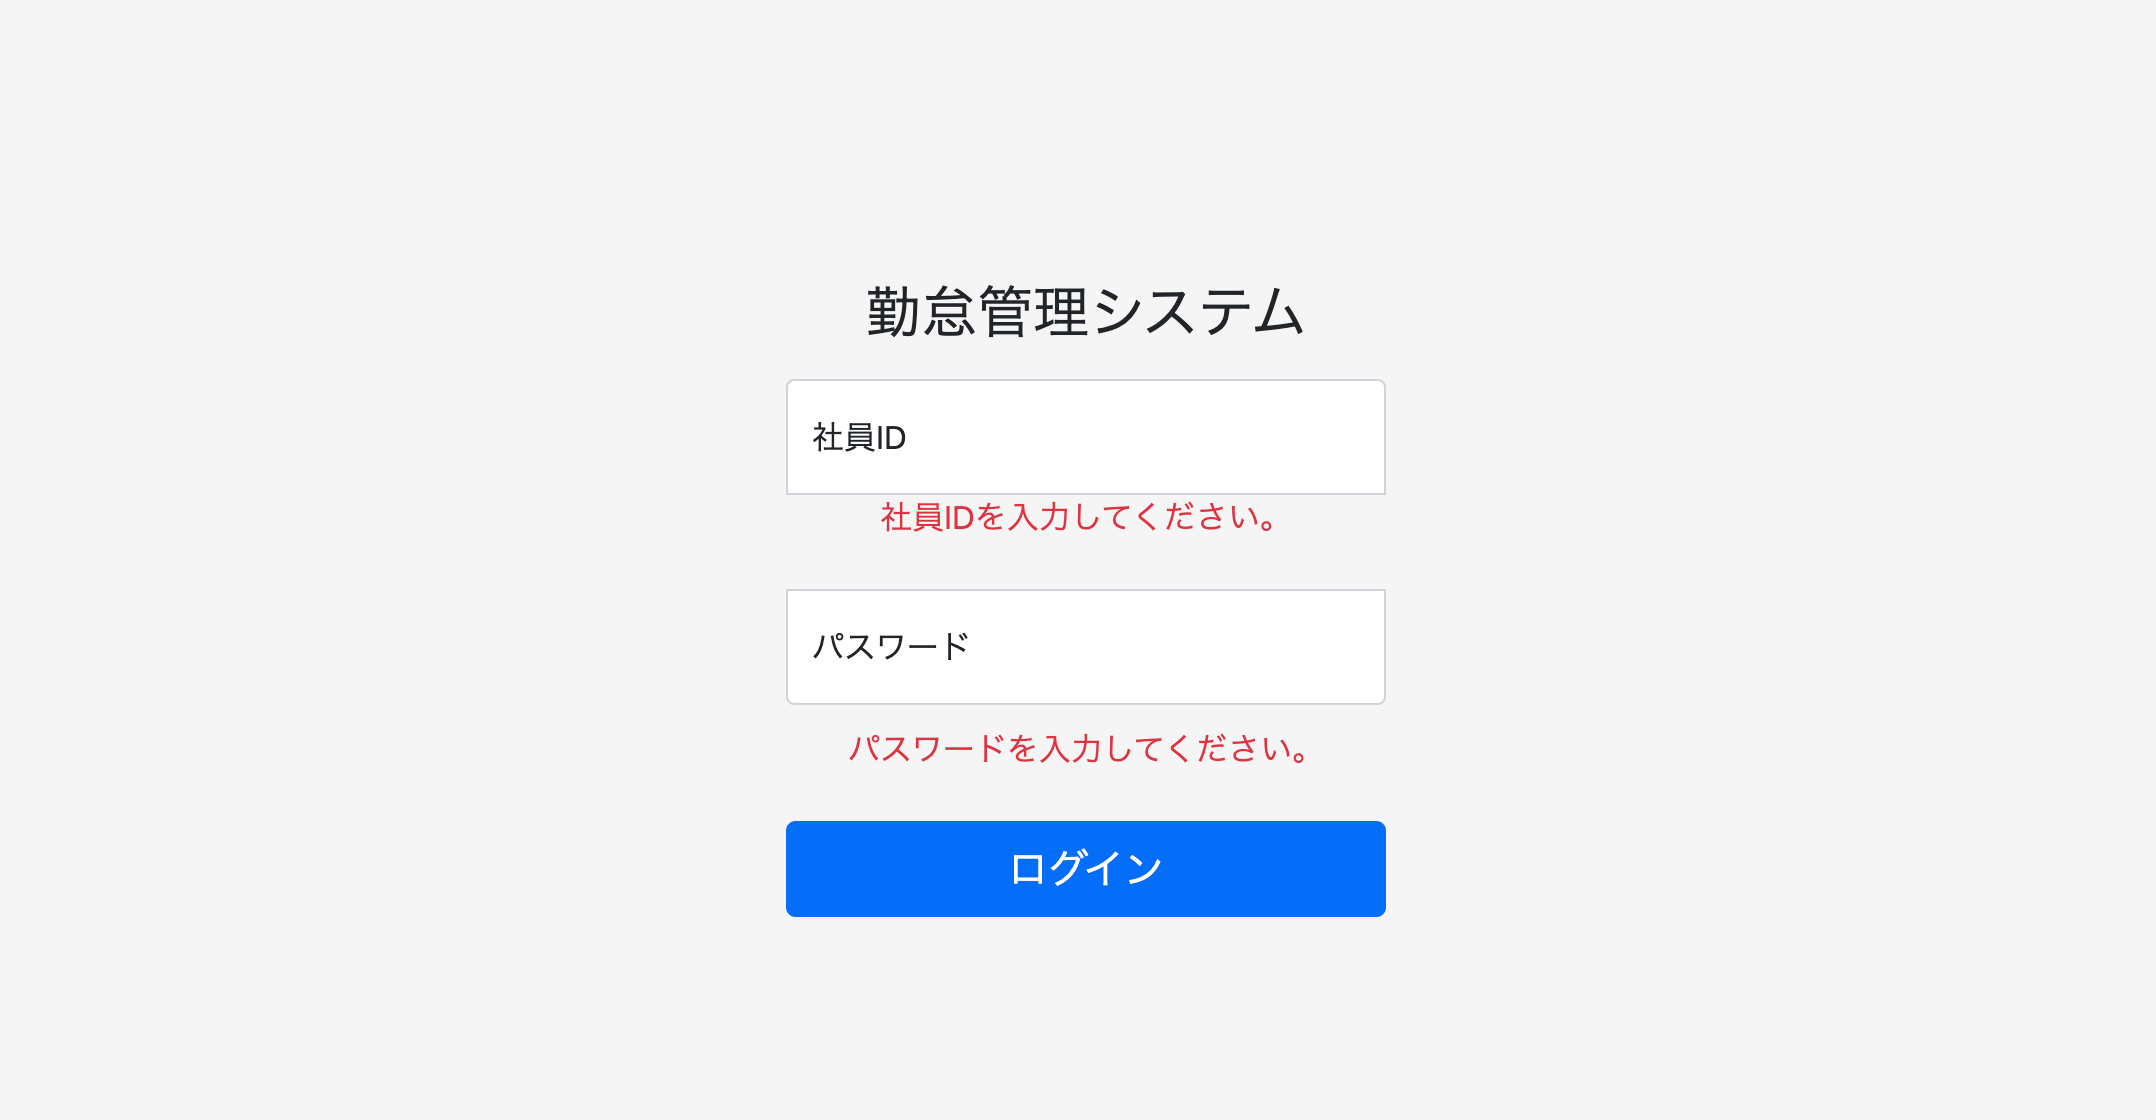 勤怠管理システム
社員ID
社員IDを入力してください。
パスワード
パスワードを入力してください。
ログイン